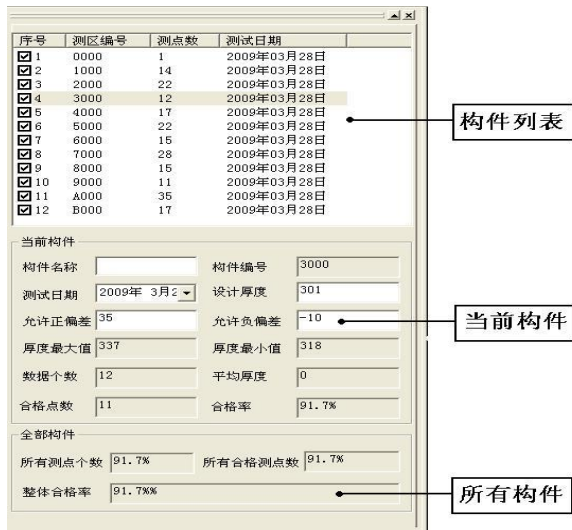 序号 测区编号 测点数 测试日期
1 0000 1 2009年03月28日
2 1000 14 2009年03月28日
3 2000 22 2009年03月28日
4 3000 12 2009年03月28日
5 4000 17 2009年03月28日
6 5000 22 2009年03月28日
7 6000 15 2009年03月28日
8 7000 28 2009年03月28日
9 8000 15 2009年03月28日
10 9000 11 2009年03月28日
11 A000 35 2009年03月28日
12 B000 17 2009年03月28日
构件列表
当前构件
构件名称 构件编号 3000
测试日期 2009年 3月2 设计厚度 301
允许正偏差 35 允许负偏差 -10
当前构件
厚度最大值 337 厚度最小值 318
数据个数 12 平均厚度 0
合格点数 11 合格率 91.7%
全部构件
所有测点个数 91.7% 所有合格测点数 91.7%
整体合格率 91.7%%
所有构件